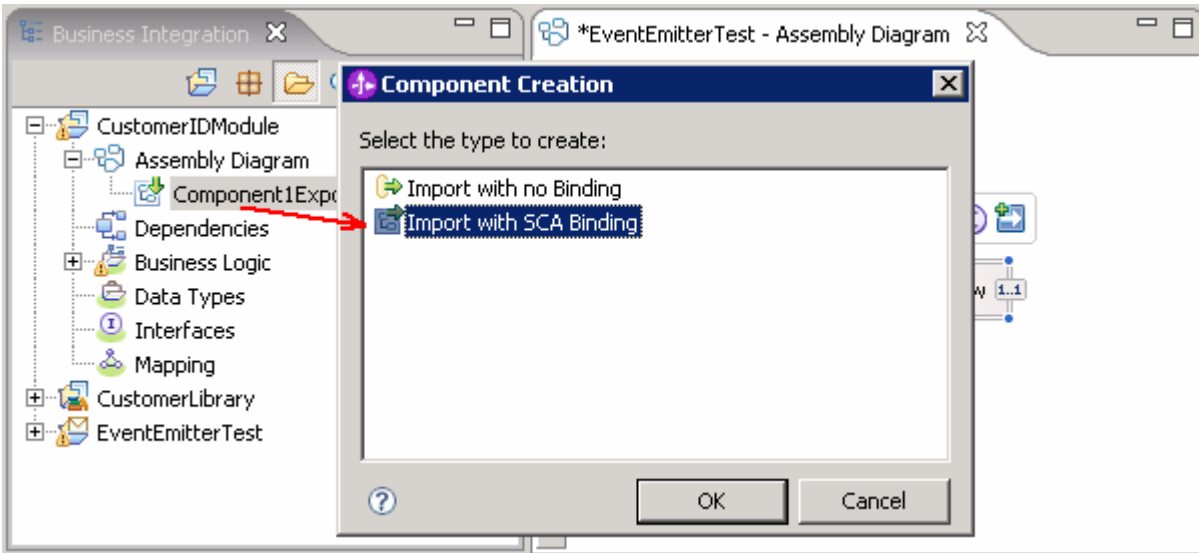 Business Integration
*EventEmitterTest - Assembly Diagram
Component Creation
Select the type to create:
Import with no Binding
Import with SCA Binding
CustomerIDModule
Assembly Diagram
Component1Expo
Dependencies
Business Logic
Data Types
Interfaces
Mapping
CustomerLibrary
EventEmitterTest
w 1..1
OK
Cancel